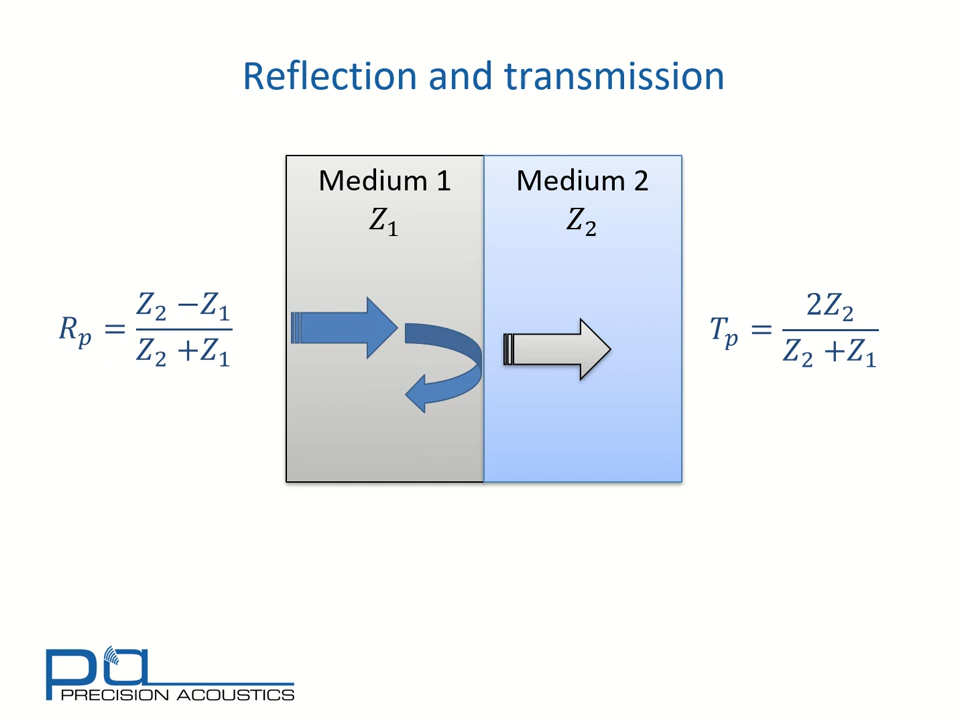 Reflection and transmission
Medium 1
Z₁
Medium 2
Z₂
Rₚ = (Z₂ −Z₁)/(Z₂ +Z₁)
Tₚ = 2Z₂/(Z₂ +Z₁)
pa
PRECISION ACOUSTICS